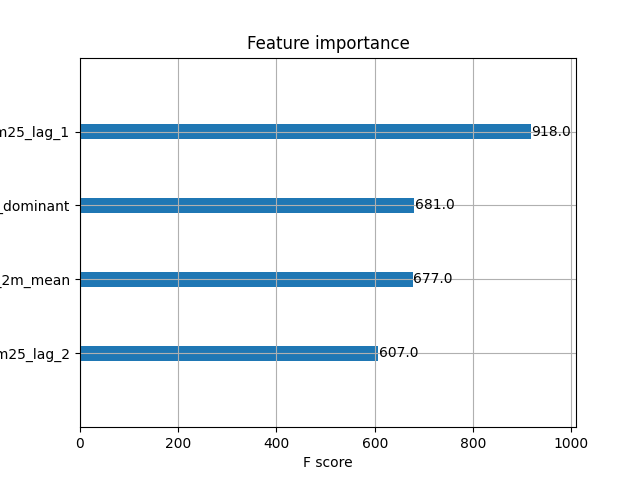 Feature importance
m25_lag_1
918.0
_dominant
681.0
_2m_mean
677.0
m25_lag_2
607.0
0 200 400 600 800 1000
F score